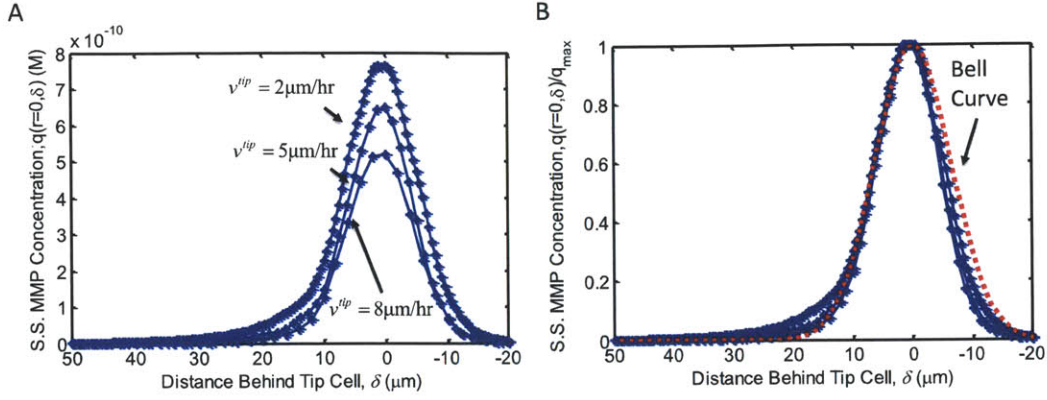 A
x 10⁻¹⁰
8
7
6
5
4
3
2
1
0
S.S. MMP Concentration; q(r=0,δ) (M)
v^tip = 2μm/hr
v^tip = 5μm/hr
v^tip = 8μm/hr
50 40 30 20 10 0 -10 -20
Distance Behind Tip Cell, δ (μm)
B
1
0.8
0.6
0.4
0.2
0
S.S. MMP Concentration, q(r=0,δ)/q_max
Bell
Curve
50 40 30 20 10 0 -10 -20
Distance Behind Tip Cell, δ (μm)